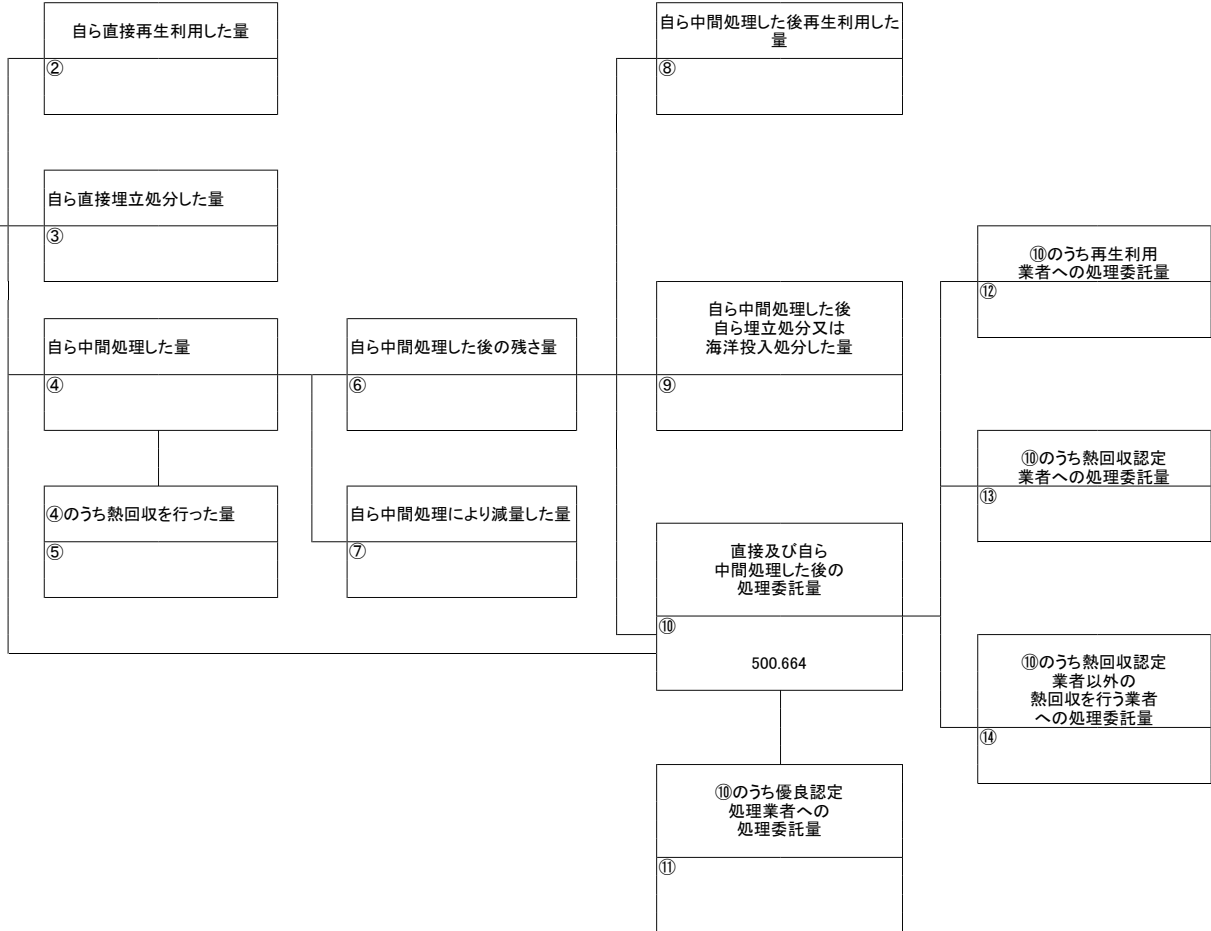 自ら直接再生利用した量
②
自ら直接埋立処分した量
③
自ら中間処理した量
④
④のうち熱回収を行った量
⑤
自ら中間処理した後の残さ量
⑥
自ら中間処理により減量した量
⑦
自ら中間処理した後再生利用した
量
⑧
自ら中間処理した後
自ら埋立処分又は
海洋投入処分した量
⑨
直接及び自ら
中間処理した後の
処理委託量
⑩
500.664
⑩のうち優良認定
処理業者への
処理委託量
⑪
⑩のうち再生利用
業者への処理委託量
⑫
⑩のうち熱回収認定
業者への処理委託量
⑬
⑩のうち熱回収認定
業者以外の
熱回収を行う業者
への処理委託量
⑭